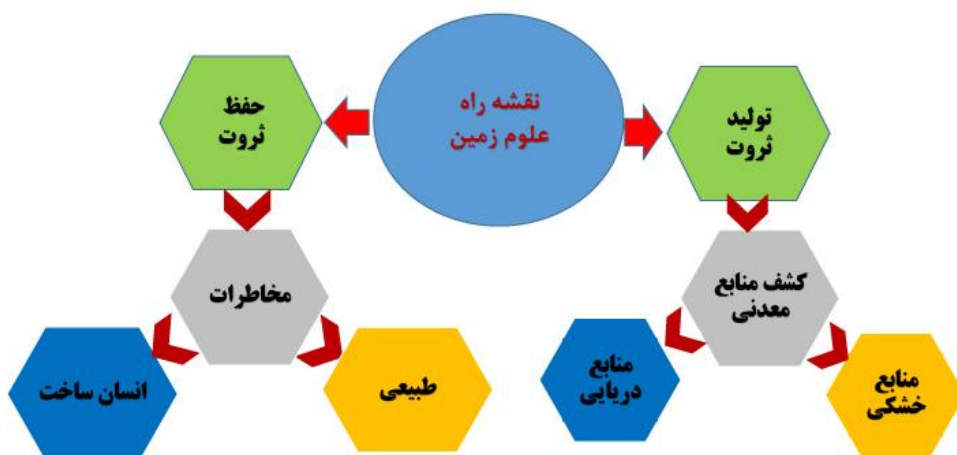 نقشه راه
علوم زمین
تولید
ثروت
حفظ
ثروت
کشف منابع
معدنی
مخاطرات
منابع
خشکی
منابع
دریایی
طبیعی
انسان ساخت